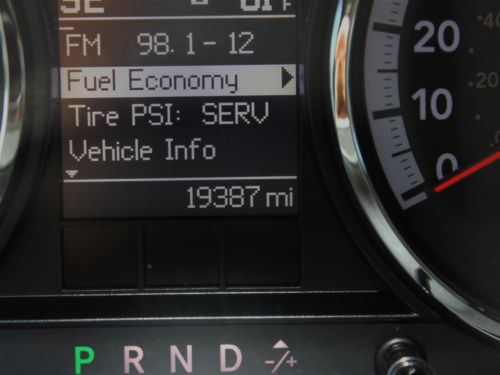 FM 98.1-12
Fuel Economy
Tire PSI: SERV
Vehicle Info
19387 mi
20
10
0
P R N D -/+